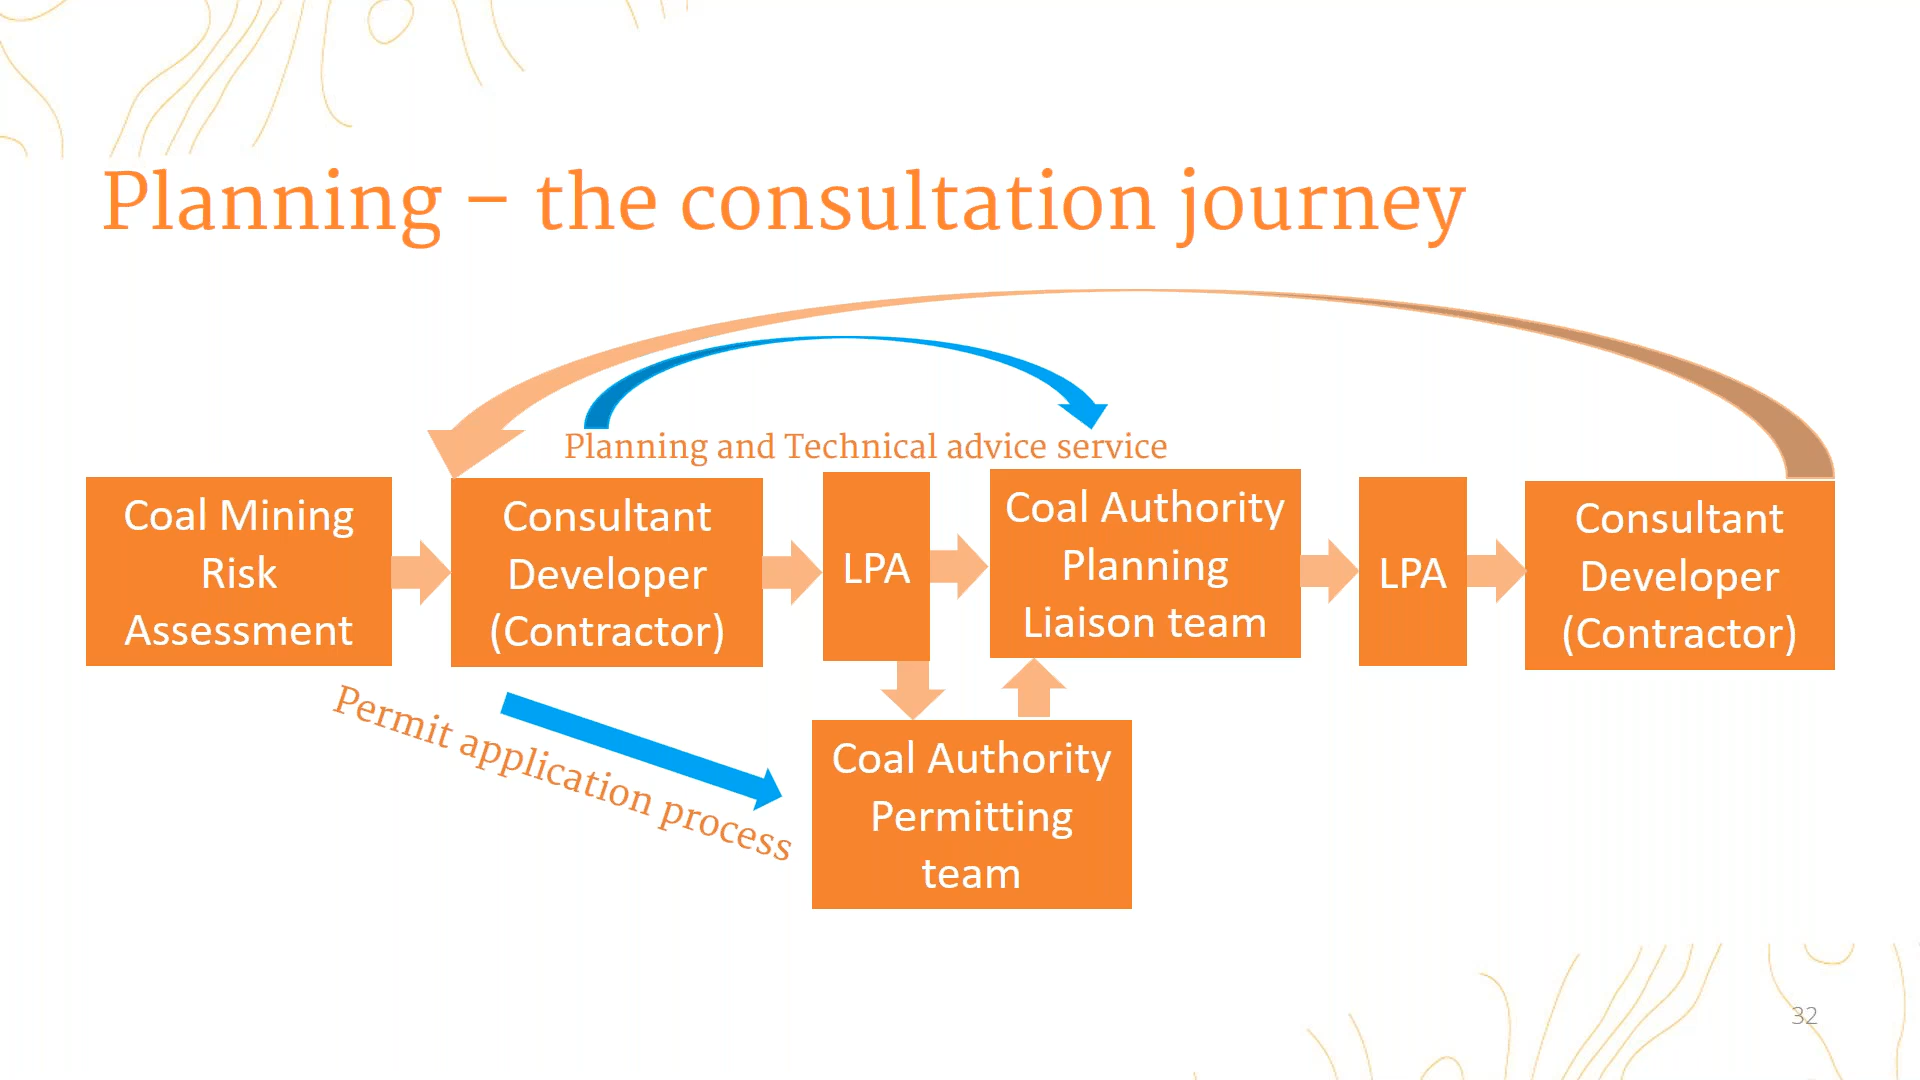 Planning – the consultation journey
Planning and Technical advice service
Coal Mining
Risk
Assessment
Consultant
Developer
(Contractor)
LPA
Coal Authority
Planning
Liaison team
LPA
Consultant
Developer
(Contractor)
Permit application process
Coal Authority
Permitting
team
32